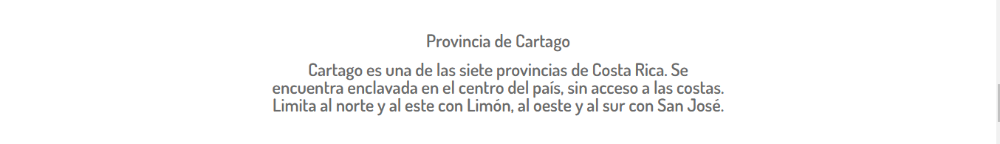 Provincia de Cartago
Cartago es una de las siete provincias de Costa Rica. Se
encuentra enclavada en el centro del país, sin acceso a las costas.
Limita al norte y al este con Limón, al oeste y al sur con San José.